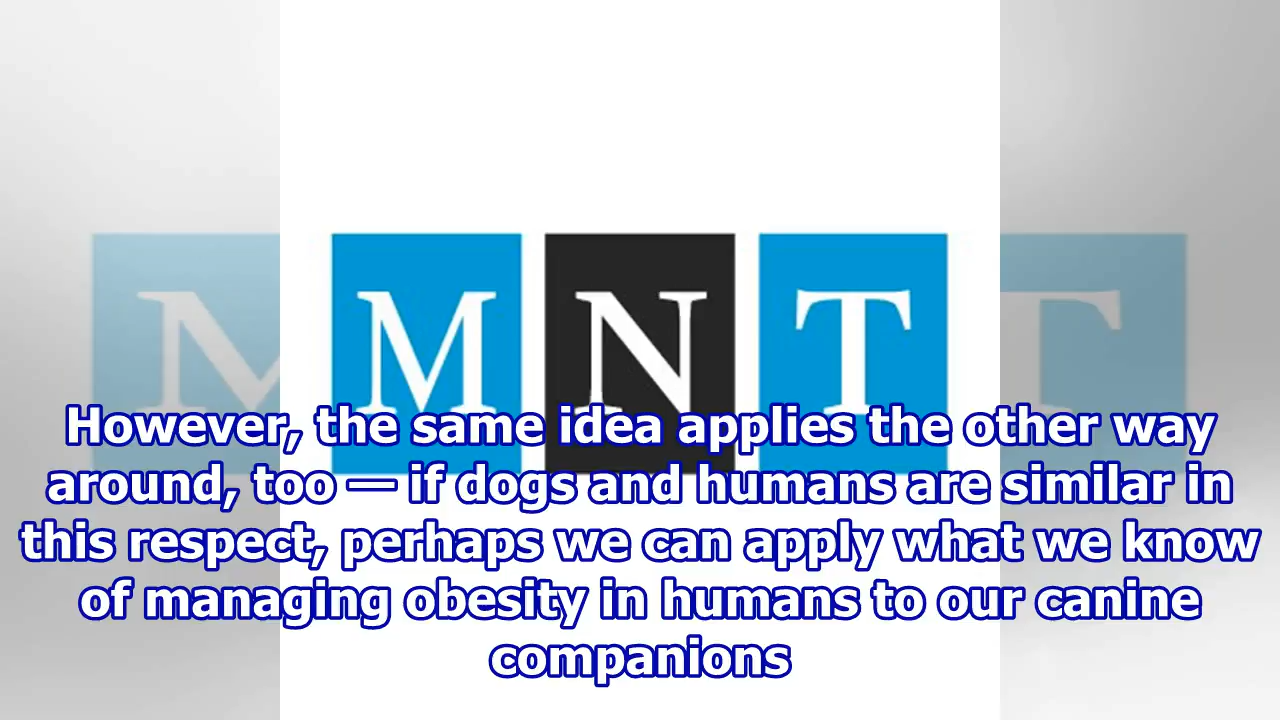 M N T
However, the same idea applies the other way
around, too — if dogs and humans are similar in
this respect, perhaps we can apply what we know
of managing obesity in humans to our canine
companions